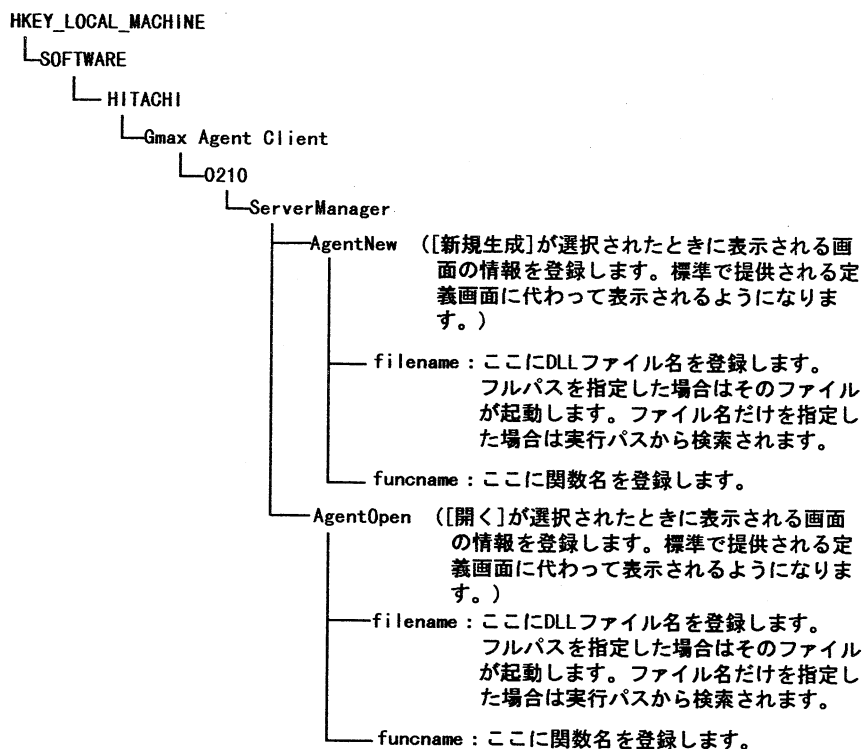 HKEY_LOCAL_MACHINE
SOFTWARE
HITACHI
Gmax Agent Client
0210
ServerManager
AgentNew ([新規生成]が選択されたときに表示される画
面の情報を登録します。標準で提供される定
義画面に代わって表示されるようになりま
す。)
filename：ここにDLLファイル名を登録します。
フルパスを指定した場合はそのファイル
が起動します。ファイル名だけを指定し
た場合は実行パスから検索されます。
funcname：ここに関数名を登録します。
AgentOpen ([開く]が選択されたときに表示される画面
の情報を登録します。標準で提供される定
義画面に代わって表示されるようになりま
す。)
filename：ここにDLLファイル名を登録します。
フルパスを指定した場合はそのファイル
が起動します。ファイル名だけを指定し
た場合は実行パスから検索されます。
funcname：ここに関数名を登録します。